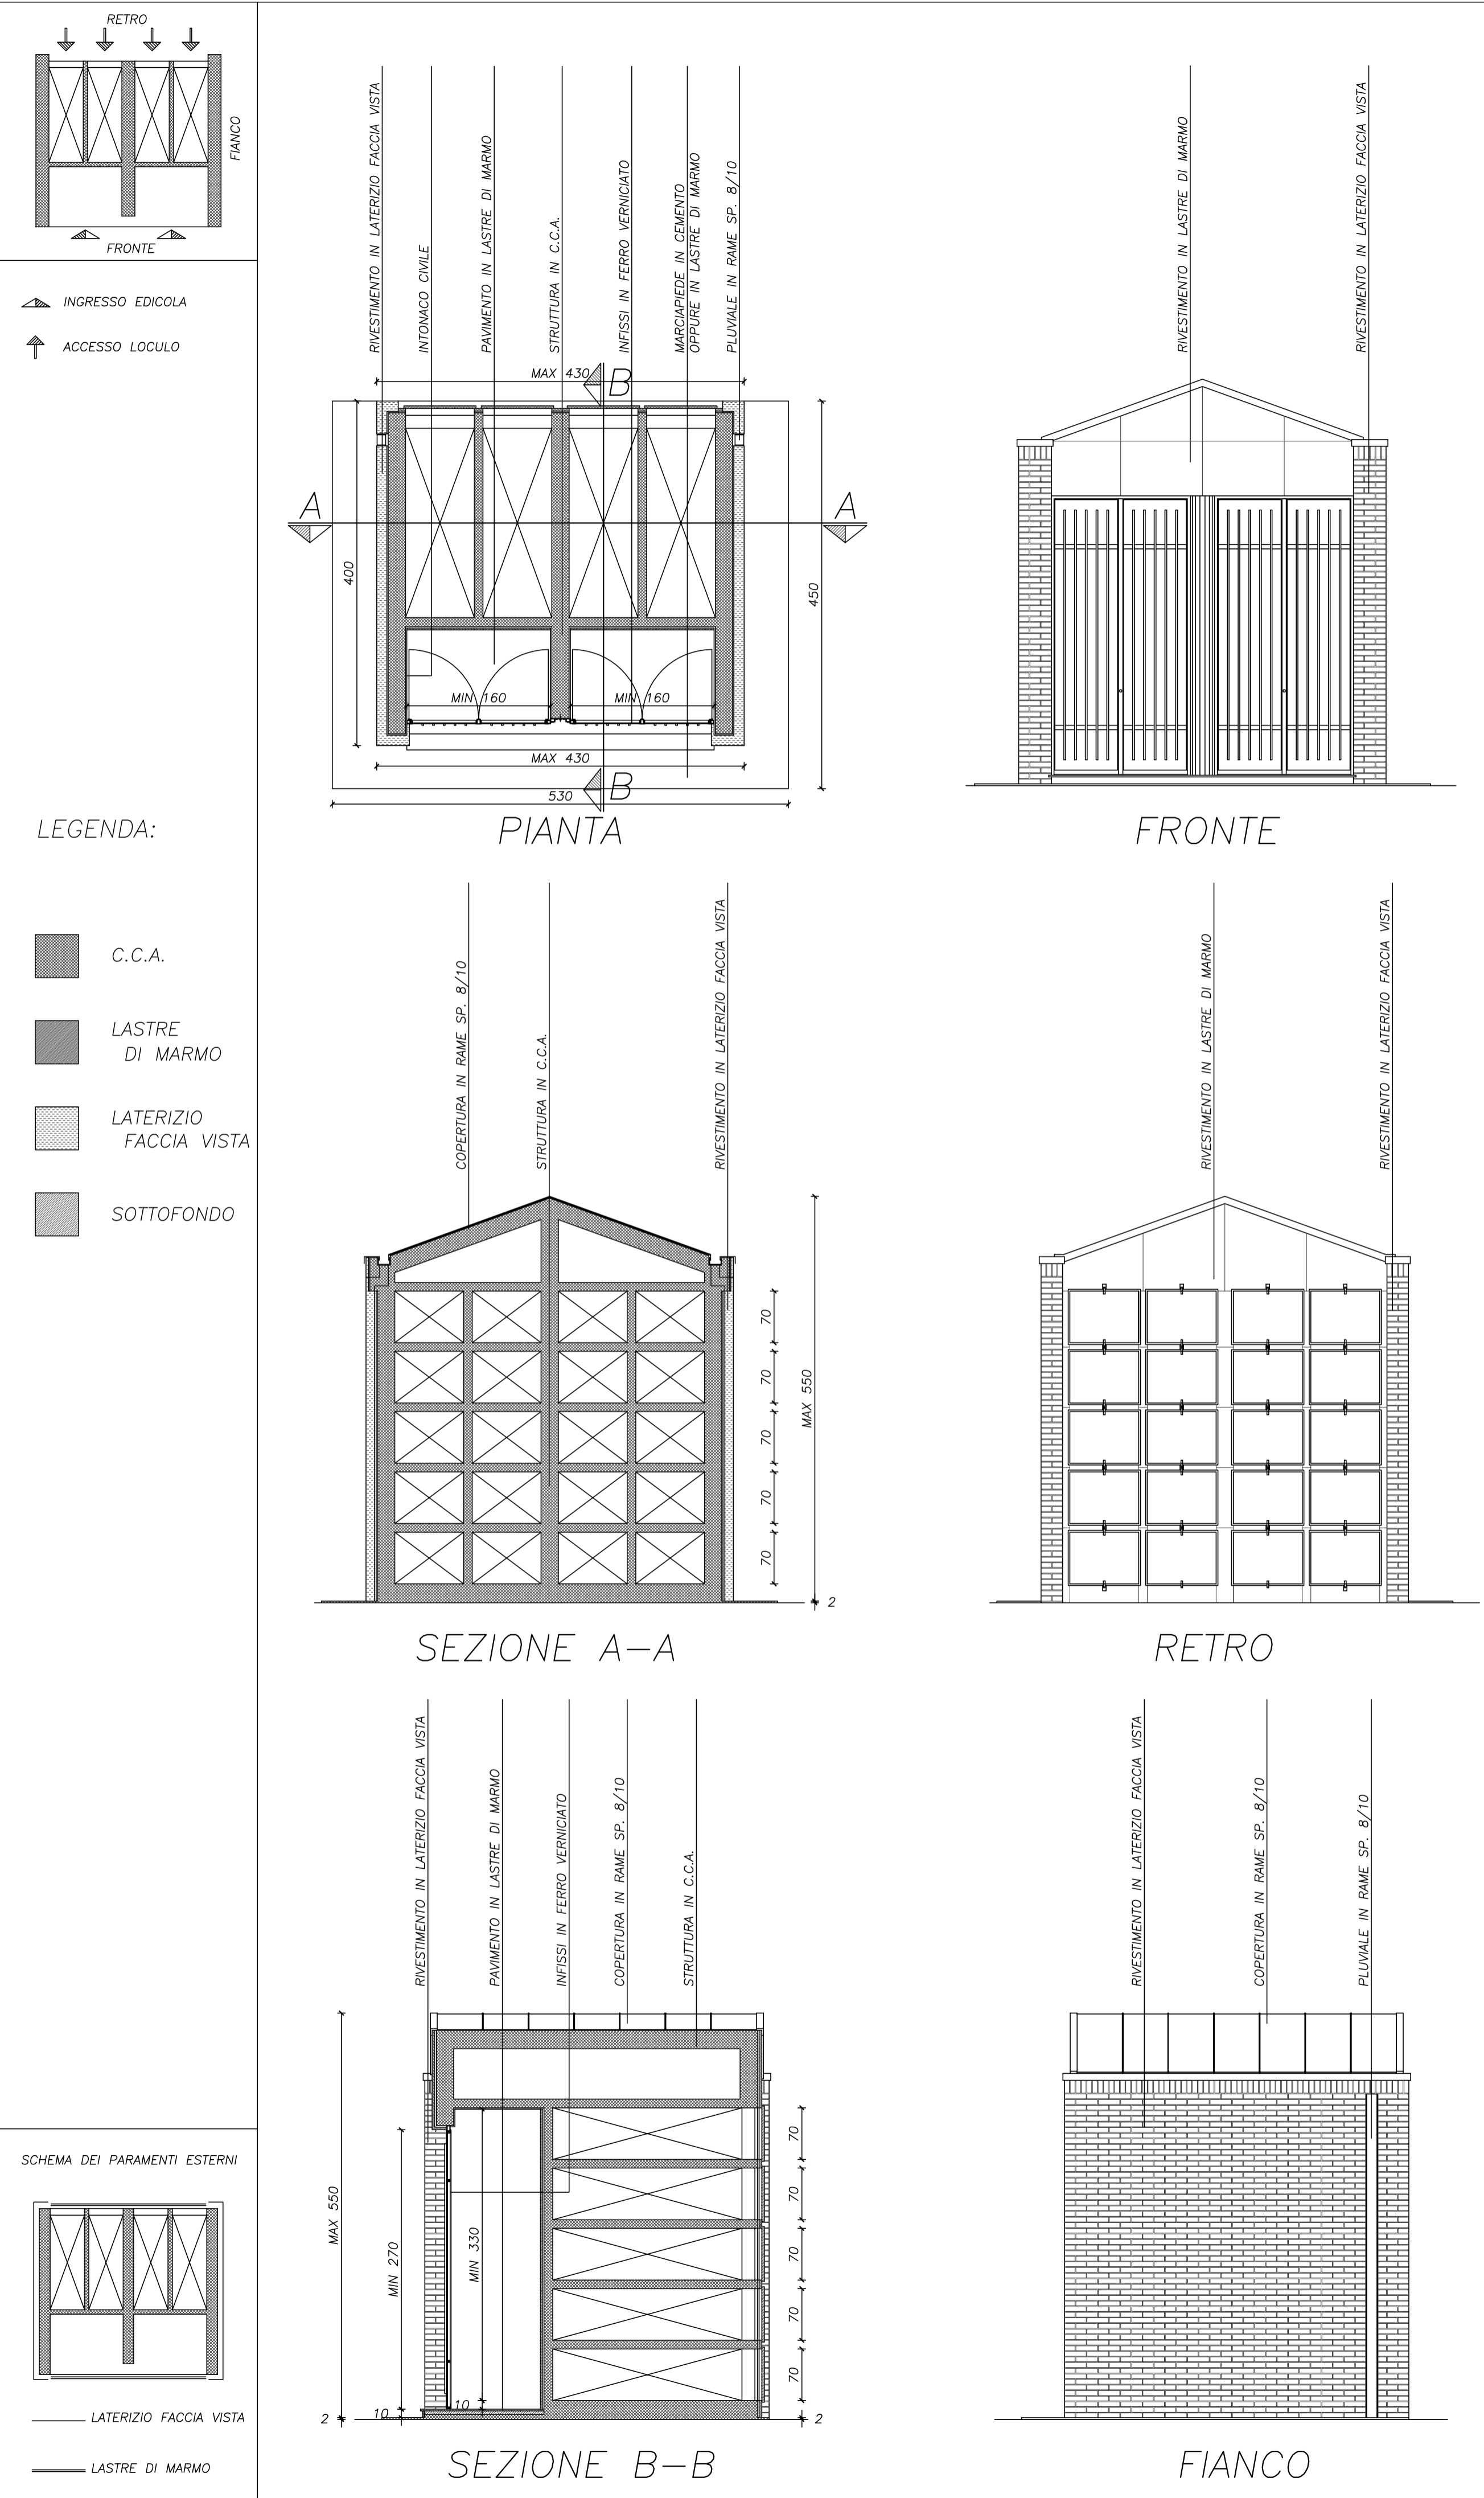 RETRO
FIANCO
FRONTE
INGRESSO EDICOLA
ACCESSO LOCULO
LEGENDA:
C.C.A.
LASTRE
DI MARMO
LATERIZIO
FACCIA VISTA
SOTTOFONDO
SCHEMA DEI PARAMENTI ESTERNI
LATERIZIO FACCIA VISTA
LASTRE DI MARMO
RIVESTIMENTO IN LATERIZIO FACCIA VISTA
INTONACO CIVILE
PAVIMENTO IN LASTRE DI MARMO
STRUTTURA IN C.C.A.
INFISSI IN FERRO VERNICIATO
MARCIAPIEDE IN CEMENTO
OPPURE IN LASTRE DI MARMO
PLUVIALE IN RAME SP. 8/10
MAX 430
B
A
A
400
450
MIN 160
MIN 160
MAX 430
B
530
PIANTA
RIVESTIMENTO IN LASTRE DI MARMO
RIVESTIMENTO IN LATERIZIO FACCIA VISTA
FRONTE
COPERTURA IN RAME SP. 8/10
STRUTTURA IN C.C.A.
RIVESTIMENTO IN LATERIZIO FACCIA VISTA
70
70
70
70
70
MAX 550
2
SEZIONE A-A
RIVESTIMENTO IN LASTRE DI MARMO
RIVESTIMENTO IN LATERIZIO FACCIA VISTA
RETRO
RIVESTIMENTO IN LATERIZIO FACCIA VISTA
PAVIMENTO IN LASTRE DI MARMO
INFISSI IN FERRO VERNICIATO
COPERTURA IN RAME SP. 8/10
STRUTTURA IN C.C.A.
MAX 550
MIN 270
MIN 330
70
70
70
70
70
10
10
2
2
SEZIONE B-B
RIVESTIMENTO IN LATERIZIO FACCIA VISTA
COPERTURA IN RAME SP. 8/10
PLUVIALE IN RAME SP. 8/10
FIANCO